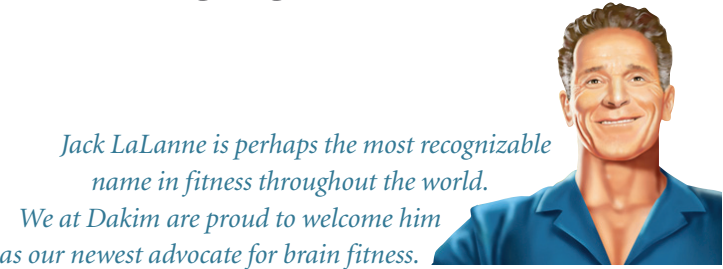 Jack LaLanne is perhaps the most recognizable
name in fitness throughout the world.
We at Dakim are proud to welcome him
as our newest advocate for brain fitness.